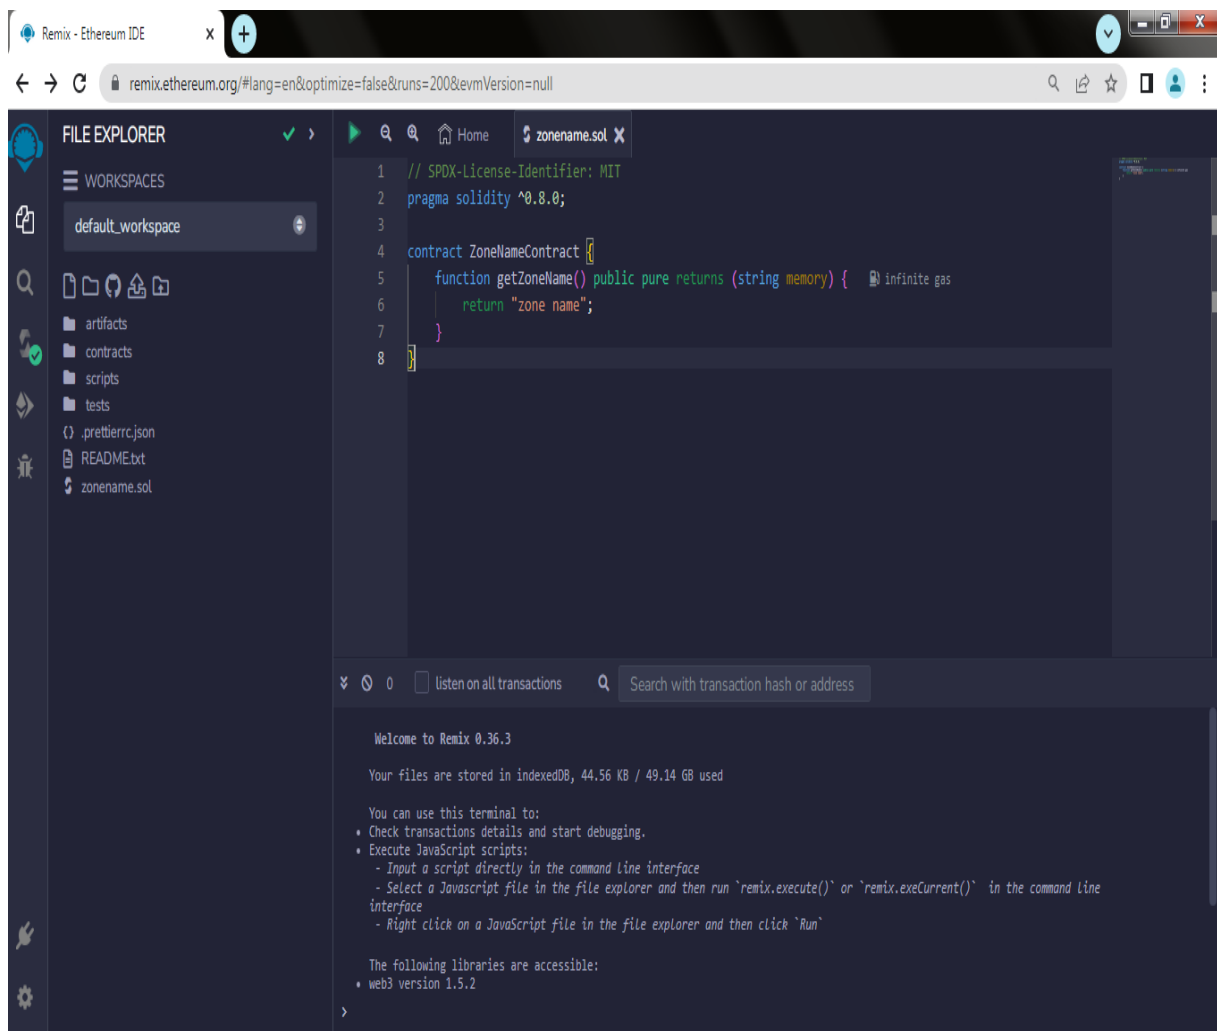 Remix - Ethereum IDE
remix.ethereum.org/#lang=en&optimize=false&runs=200&evmVersion=null
FILE EXPLORER
WORKSPACES
default_workspace
artifacts
contracts
scripts
tests
.prettierrc.json
README.txt
zonename.sol
Home
zonename.sol
1 // SPDX-License-Identifier: MIT
2 pragma solidity ^0.8.0;
3
4 contract ZoneNameContract {
5 function getZoneName() public pure returns (string memory) { infinite gas
6 return "zone name";
7 }
8 }
0 listen on all transactions Search with transaction hash or address
Welcome to Remix 0.36.3
Your files are stored in indexedDB, 44.56 KB / 49.14 GB used
You can use this terminal to:
• Check transactions details and start debugging.
• Execute JavaScript scripts:
- Input a script directly in the command line interface
- Select a Javascript file in the file explorer and then run `remix.execute()` or `remix.exeCurrent()` in the command line
interface
- Right click on a JavaScript file in the file explorer and then click `Run`
The following libraries are accessible:
• web3 version 1.5.2
>